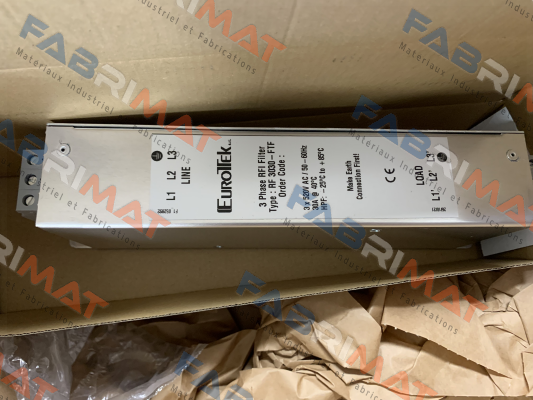 FABRIMAT
Materiaux Industriel et Fabrications
L1 L2 L3
LINE
EUROTEK
3 Phase RFI Filter
Type : RF 3030-FTF
Order Code :
3 x 520V AC / 50-60Hz
30A @ 40°C
HPF: -25°C to +85°C
Make Earth
Connection First!
CE
LOAD
L1' L2' L3'